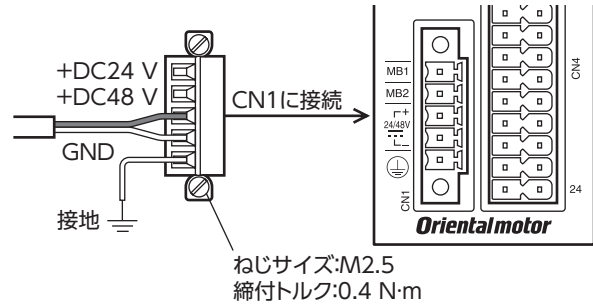 +DC24 V
+DC48 V
GND
接地
CN1に接続
ねじサイズ:M2.5
締付トルク:0.4 N·m
MB1
MB2
+
24/48V
-
CN1
CN4
24
Orientalmotor